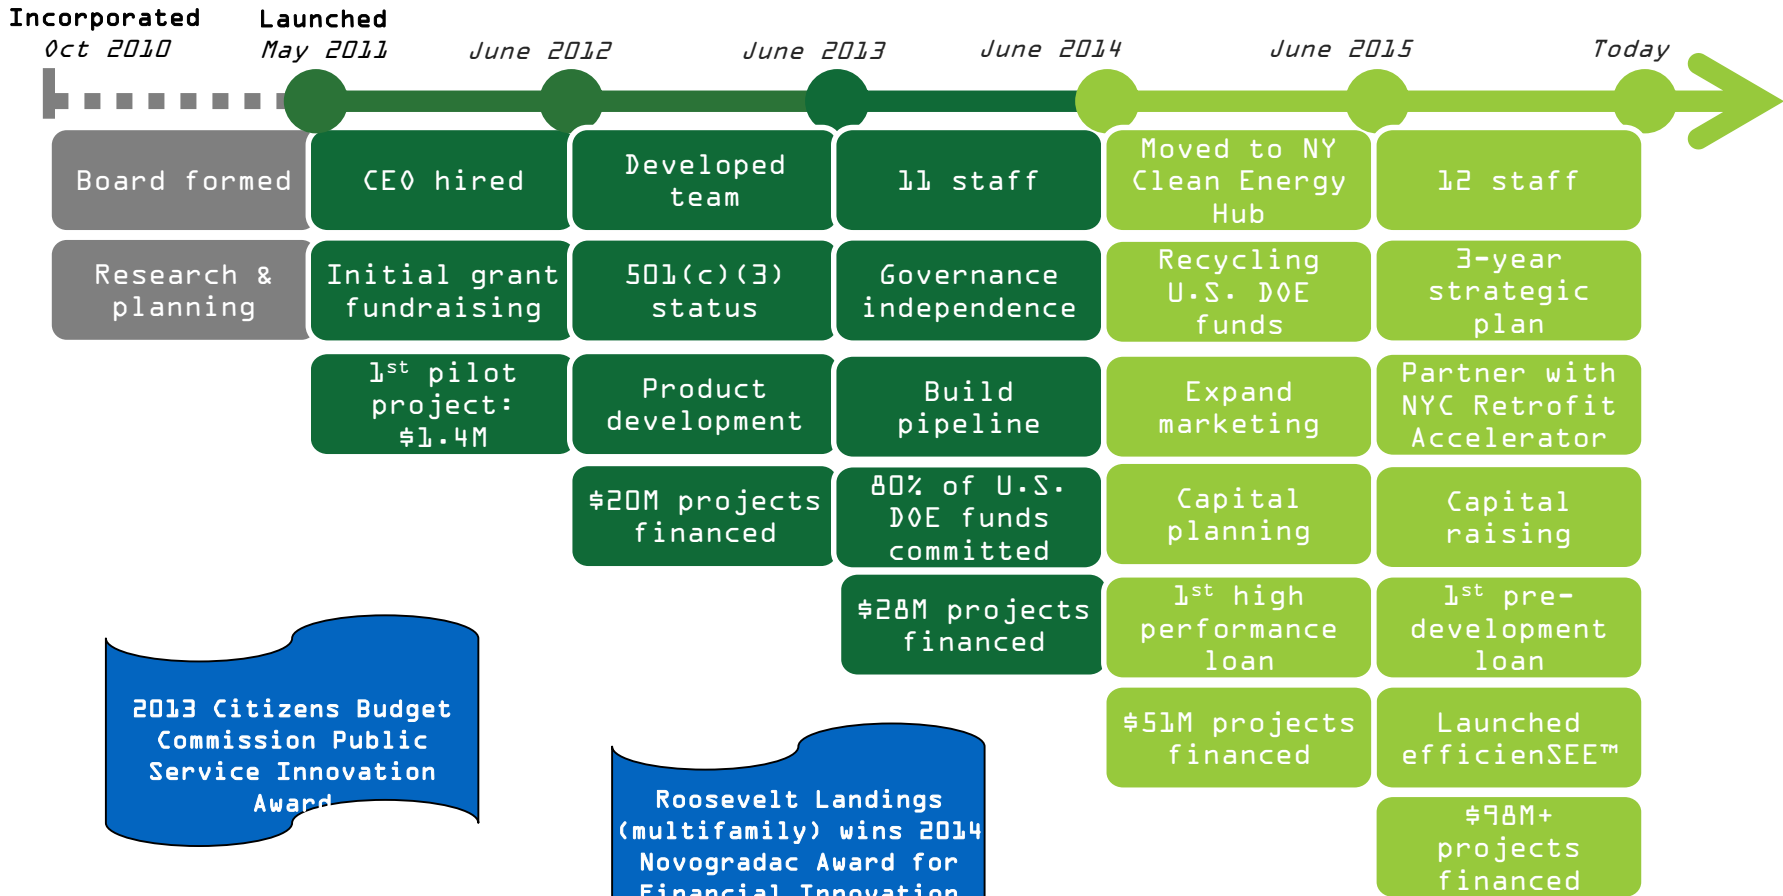 Incorporated
Oct 2010
Launched
May 2011
June 2012
June 2013
June 2014
June 2015
Today
Board formed
Research &
planning
CEO hired
Initial grant
fundraising
1st pilot
project:
$1.4M
Developed
team
501(c)(3)
status
Product
development
$20M projects
financed
11 staff
Governance
independence
Build
pipeline
80% of U.S.
DOE funds
committed
$28M projects
financed
Moved to NY
Clean Energy
Hub
Recycling
U.S. DOE
funds
Expand
marketing
Capital
planning
1st high
performance
loan
$51M projects
financed
12 staff
3-year
strategic
plan
Partner with
NYC Retrofit
Accelerator
Capital
raising
1st pre-
development
loan
Launched
efficienSEE™
$98M+
projects
financed
2013 Citizens Budget
Commission Public
Service Innovation
Award
Roosevelt Landings
(multifamily) wins 2014
Novogradac Award for
Financial Innovation